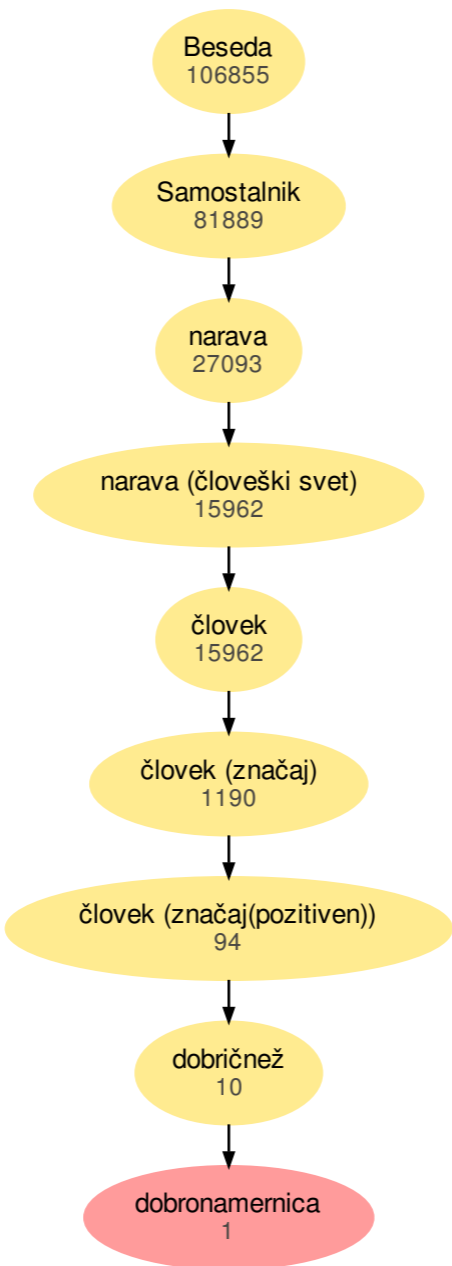 Beseda
106855
Samostalnik
81889
narava
27093
narava (človeški svet)
15962
človek
15962
človek (značaj)
1190
človek (značaj(pozitiven))
94
dobričnež
10
dobronamernica
1